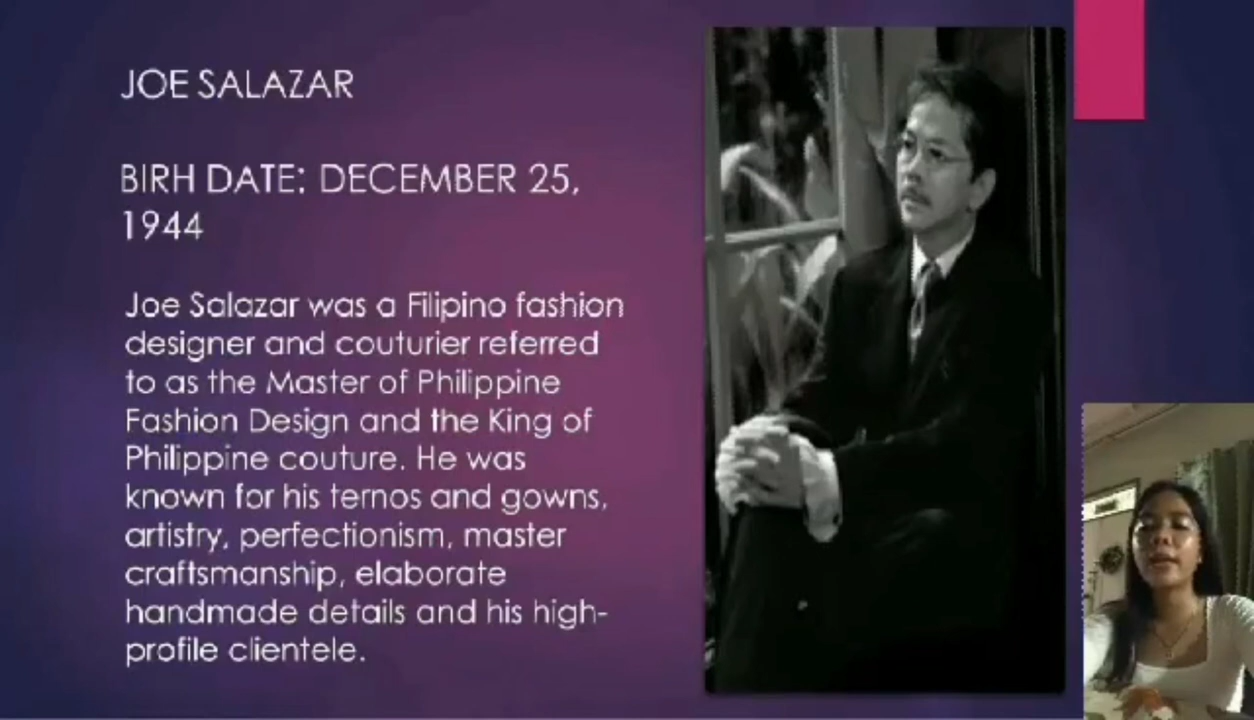 JOE SALAZAR
BIRH DATE: DECEMBER 25,
1944
Joe Salazar was a Filipino fashion
designer and couturier referred
to as the Master of Philippine
Fashion Design and the King of
Philippine couture. He was
known for his ternos and gowns,
artistry, perfectionism, master
craftsmanship, elaborate
handmade details and his high-
profile clientele.